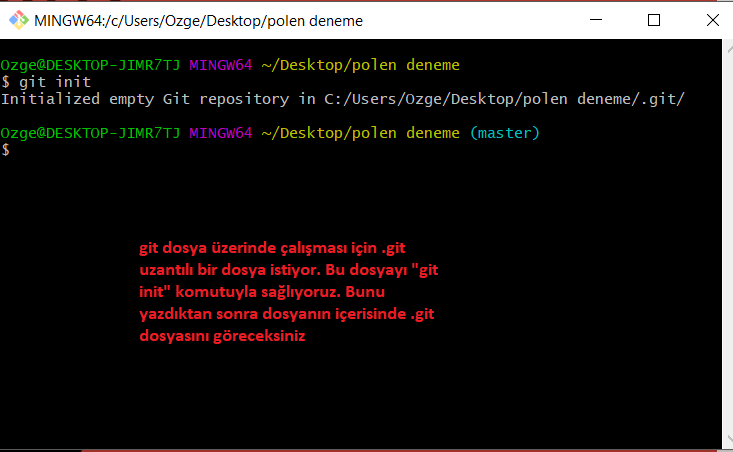 MINGW64:/c/Users/Ozge/Desktop/polen deneme
Ozge@DESKTOP-JIMR7TJ MINGW64 ~/Desktop/polen deneme
$ git init
Initialized empty Git repository in C:/Users/Ozge/Desktop/polen deneme/.git/
Ozge@DESKTOP-JIMR7TJ MINGW64 ~/Desktop/polen deneme (master)
$
git dosya üzerinde çalışması için .git
uzantılı bir dosya istiyor. Bu dosyayı "git
init" komutuyla sağlıyoruz. Bunu
yazdıktan sonra dosyanın içerisinde .git
dosyasını göreceksiniz